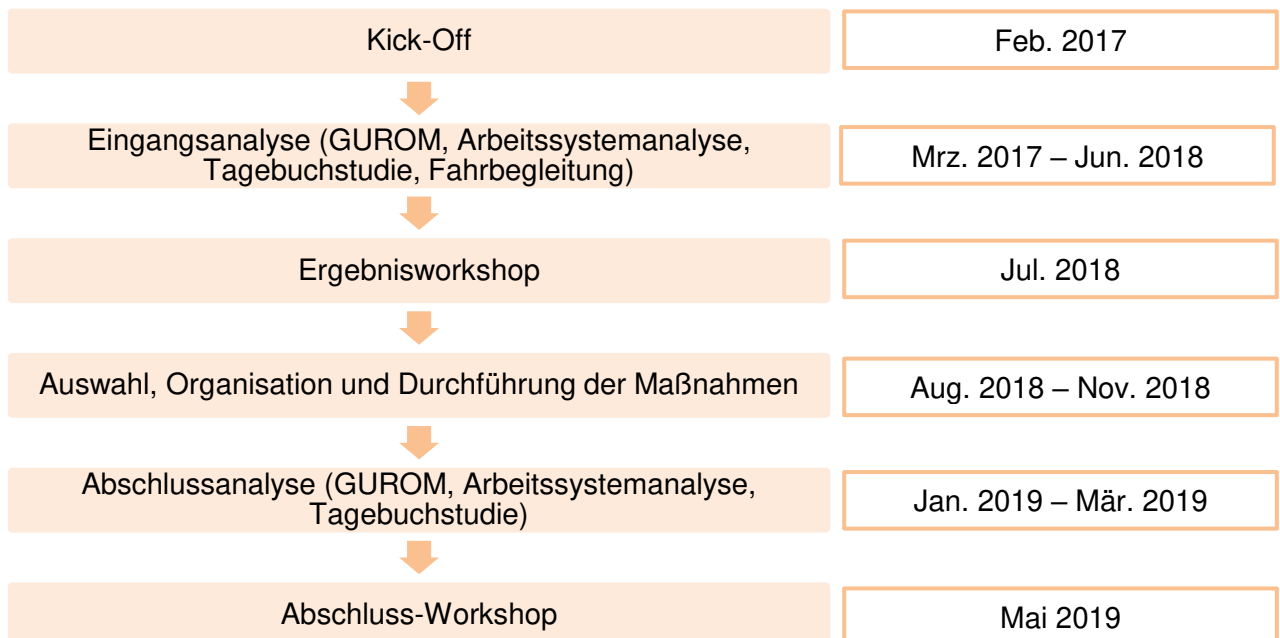 Kick-Off
Feb. 2017
Eingangsanalyse (GUROM, Arbeitssystemanalyse,
Tagebuchstudie, Fahrbegleitung)
Mrz. 2017 – Jun. 2018
Ergebnisworkshop
Jul. 2018
Auswahl, Organisation und Durchführung der Maßnahmen
Aug. 2018 – Nov. 2018
Abschlussanalyse (GUROM, Arbeitssystemanalyse,
Tagebuchstudie)
Jan. 2019 – Mär. 2019
Abschluss-Workshop
Mai 2019